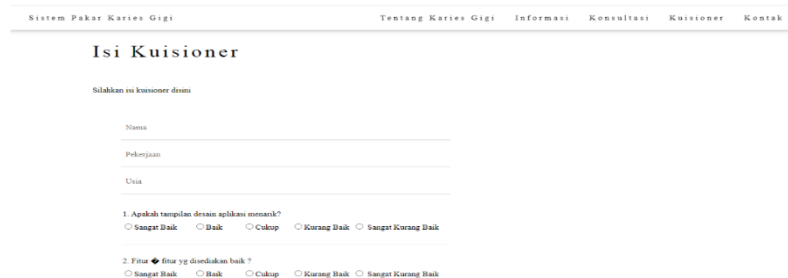 Sistem Pakar Karies Gigi Tentang Karies Gigi Informasi Konsultasi Kuisioner Kontak
Isi Kuisioner
Silahkan isi kuisioner disini
Nama
Pekerjaan
Usia
1. Apakah tampilan desain aplikasi menarik?
Sangat Baik Baik Cukup Kurang Baik Sangat Kurang Baik
2. Fitur � fitur yg disediakan baik ?
Sangat Baik Baik Cukup Kurang Baik Sangat Kurang Baik